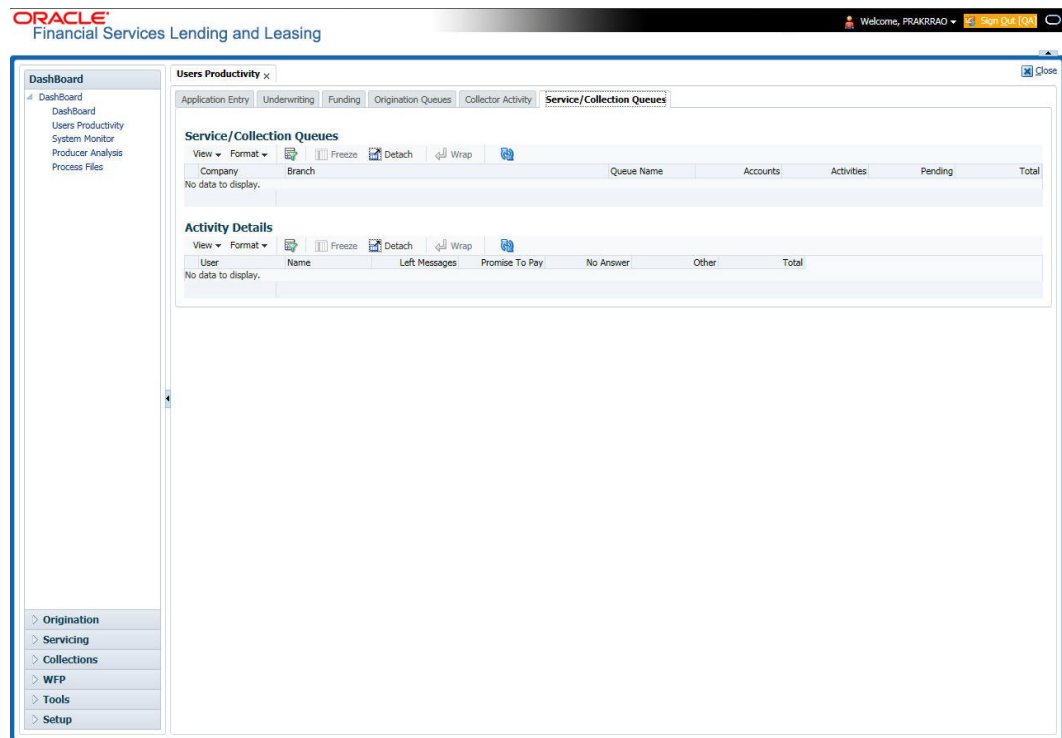 ORACLE
Financial Services Lending and Leasing
Welcome, PRAKRRAO
Sign Out [QA]
Close
DashBoard
DashBoard
DashBoard
Users Productivity
System Monitor
Producer Analysis
Process Files
Origination
Servicing
Collections
WFP
Tools
Setup
Users Productivity
Application Entry Underwriting Funding Origination Queues Collector Activity Service/Collection Queues
Service/Collection Queues
View Format Freeze Detach Wrap
Company Branch Queue Name Accounts Activities Pending Total
No data to display.
Activity Details
View Format Freeze Detach Wrap
User Name Left Messages Promise To Pay No Answer Other Total
No data to display.